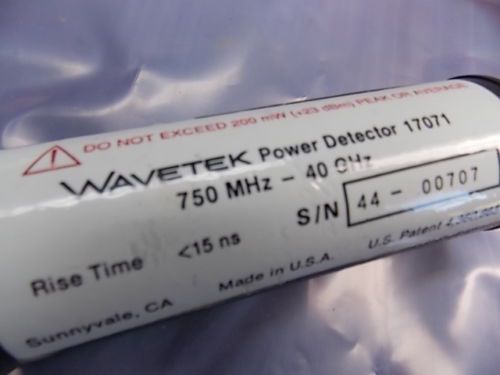 DO NOT EXCEED 200 mW (+23 dBm) PEAK OR AVERAGE
WAVETEK Power Detector 17071
750 MHz - 40 GHz
S/N 44 - 00707
Rise Time <15 ns
Made in U.S.A. U.S. Patent
Sunnyvale, CA